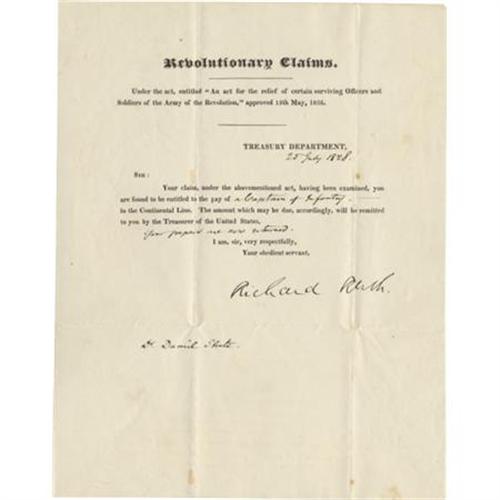 Revolutionary Claims.
Under the act, entitled "An act for the relief of certain surviving Officers and
Soldiers of the Army of the Revolution," approved 15th May, 1828.
TREASURY DEPARTMENT,
25 July 1828.
SIR:
Your claim, under the abovementioned act, having been examined, you
are found to be entitled to the pay of a Captain of Infantry
in the Continental Line. The amount which may be due, accordingly, will be remitted
to you by the Treasurer of the United States,
Your papers are now returned.
I am, sir, very respectfully,
Your obedient servant,
Richard Rush.
Dr Daniel Shute.